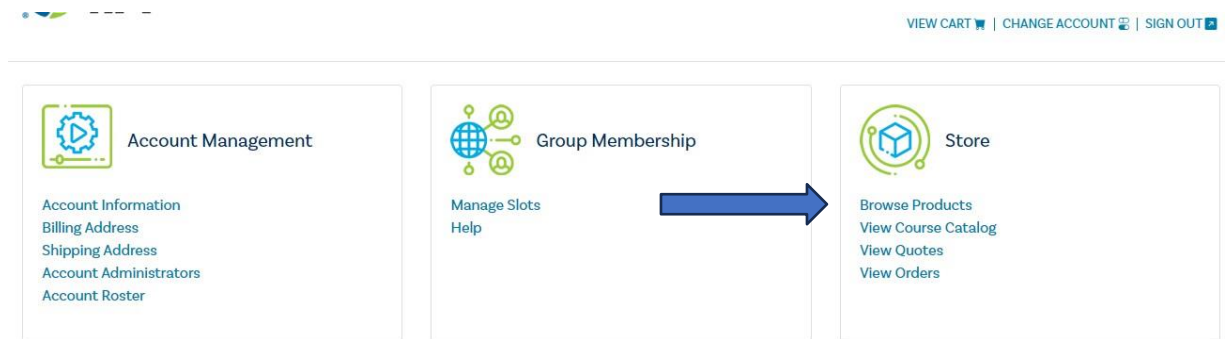 VIEW CART | CHANGE ACCOUNT | SIGN OUT
Account Management
Account Information
Billing Address
Shipping Address
Account Administrators
Account Roster
Group Membership
Manage Slots
Help
Store
Browse Products
View Course Catalog
View Quotes
View Orders